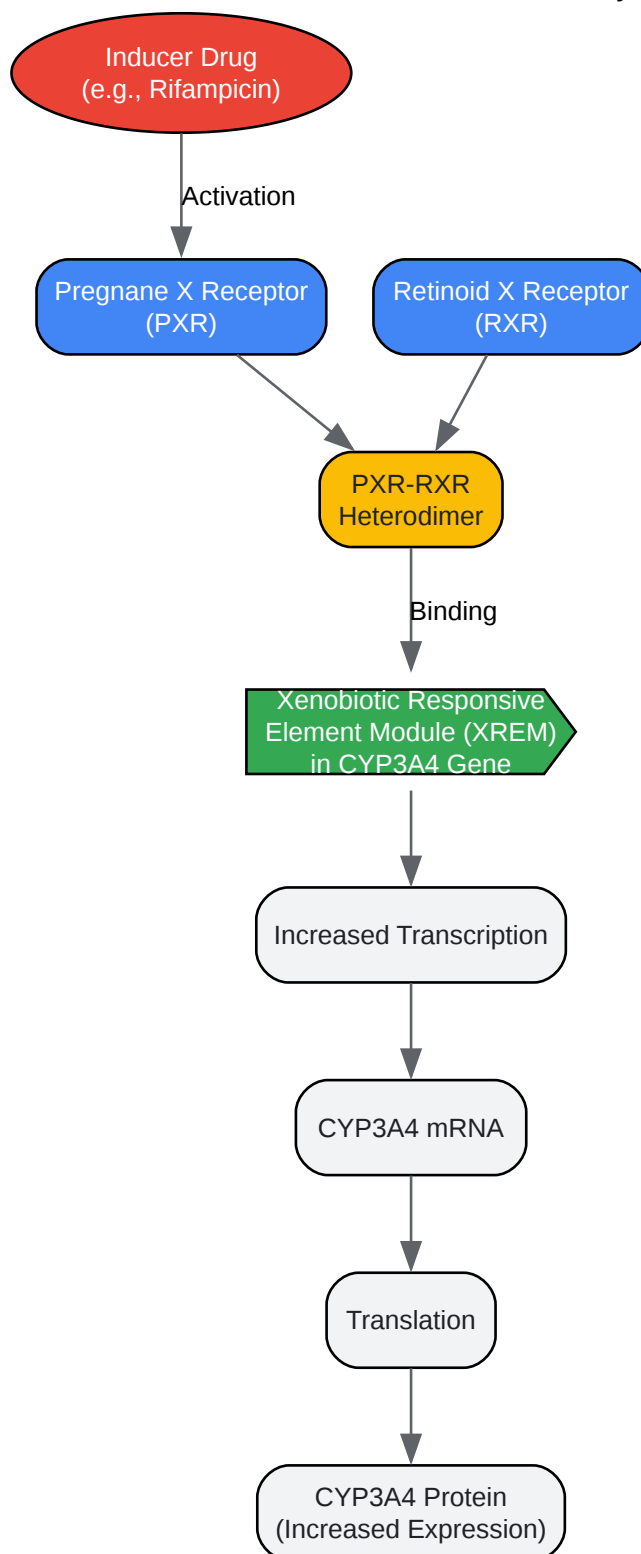 Inducer Drug
(e.g., Rifampicin)
Activation
Pregnane X Receptor
(PXR)
Retinoid X Receptor
(RXR)
PXR-RXR
Heterodimer
Binding
Xenobiotic Responsive
Element Module (XREM)
in CYP3A4 Gene
Increased Transcription
CYP3A4 mRNA
Translation
CYP3A4 Protein
(Increased Expression)